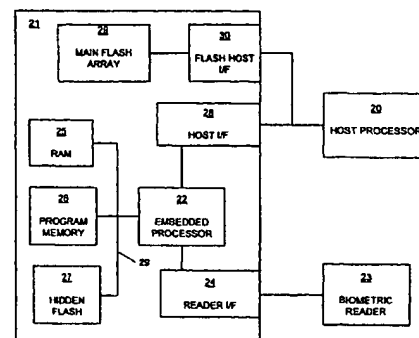 21
28
MAIN FLASH
ARRAY
30
FLASH HOST
I/F
25
RAM
28
HOST I/F
20
HOST PROCESSOR
26
PROGRAM
MEMORY
22
EMBEDDED
PROCESSOR
27
HIDDEN
FLASH
29
24
READER I/F
23
BIOMETRIC
READER